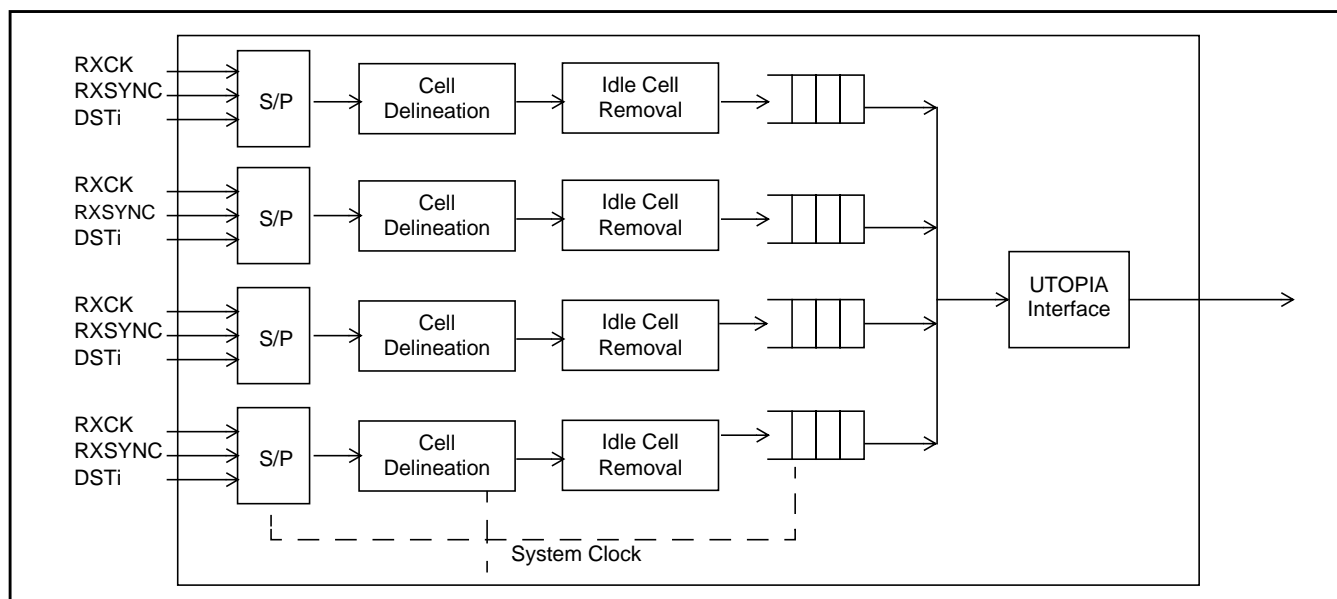 RXCK
RXSYNC
DSTi
S/P
Cell
Delineation
Idle Cell
Removal
RXCK
RXSYNC
DSTi
S/P
Cell
Delineation
Idle Cell
Removal
UTOPIA
Interface
RXCK
RXSYNC
DSTi
S/P
Cell
Delineation
Idle Cell
Removal
RXCK
RXSYNC
DSTi
S/P
Cell
Delineation
Idle Cell
Removal
System Clock